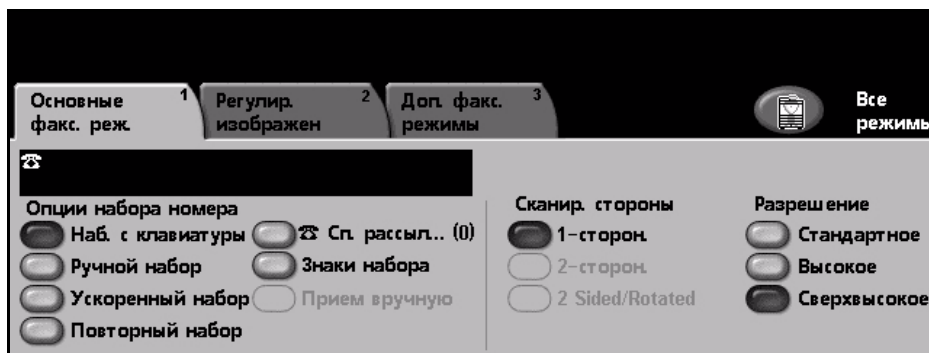 Основные факс. реж. 1
Регулир. изображен 2
Доп. факс. режимы 3
Все режимы
Опции набора номера
Наб. с клавиатуры
Ручной набор
Ускоренный набор
Повторный набор
☎ Сп. рассыл... (0)
Знаки набора
Прием вручную
Сканир. стороны
1-сторон.
2-сторон.
2 Sided/Rotated
Разрешение
Стандартное
Высокое
Сверхвысокое